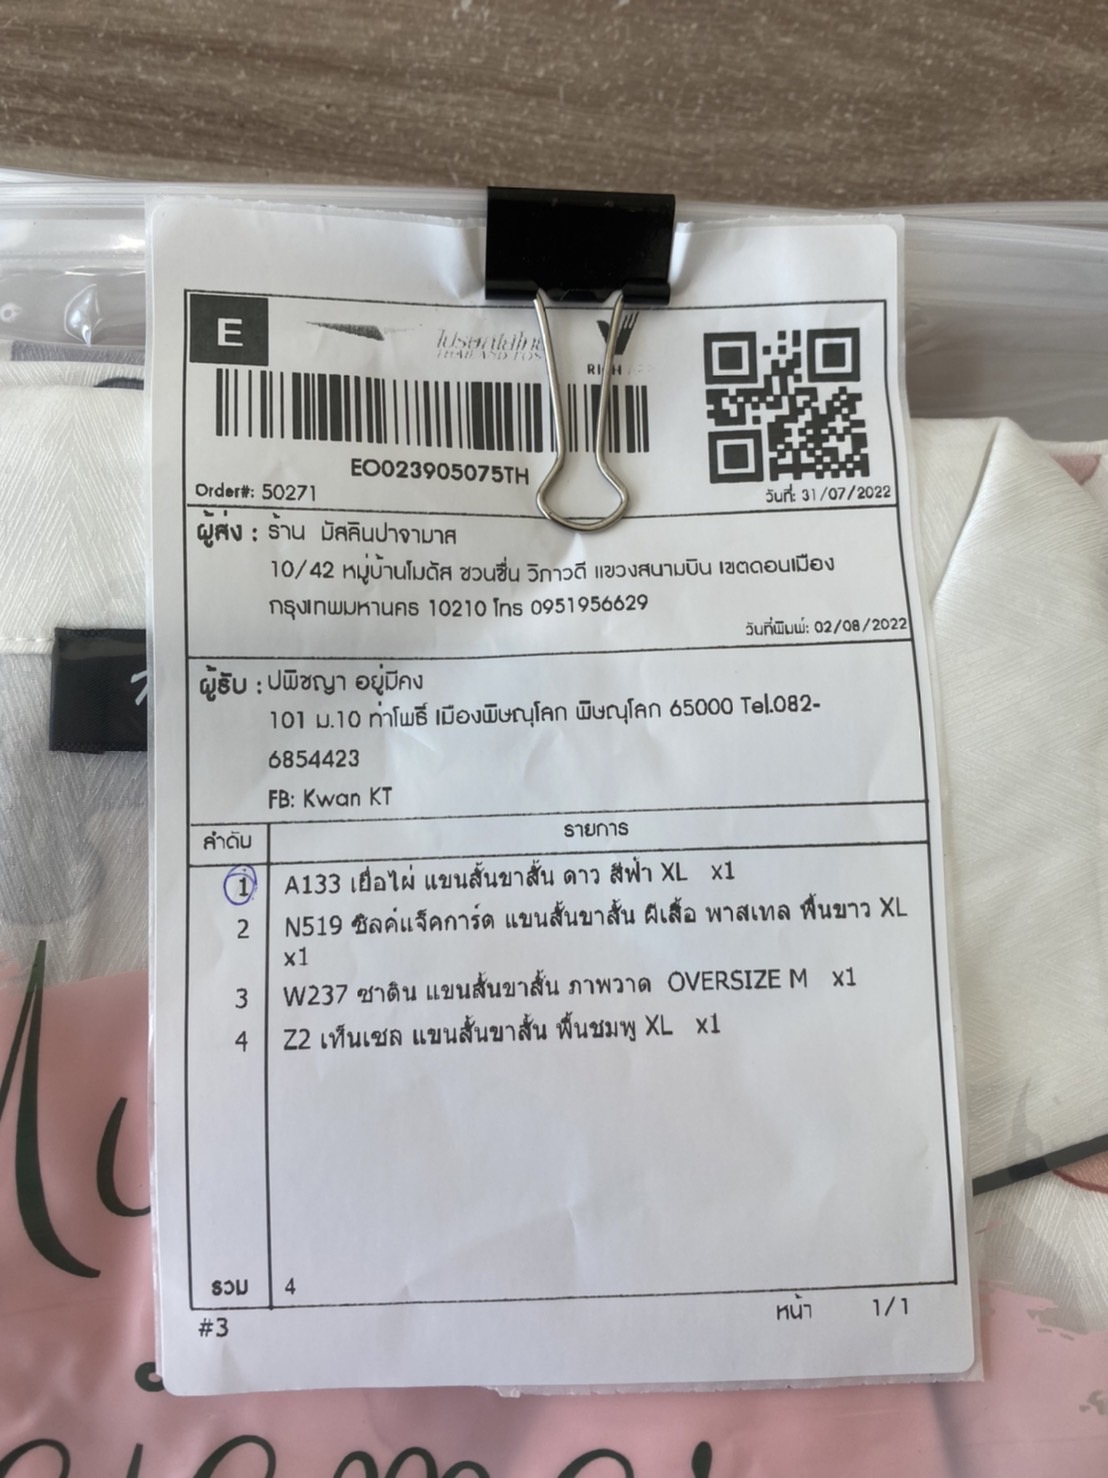 E
ไปรษณีย์ไทย
THAILAND POS
EO023905075TH
Order#: 50271
วันที่: 31/07/2022
ผู้ส่ง : ร้าน มัสลินปาจามาส
10/42 หมู่บ้านโมดัส ชวนชื่น วิภาวดี แขวงสนามบิน เขตดอนเมือง
กรุงเทพมหานคร 10210 โทร 0951956629
วันที่พิมพ์: 02/08/2022
ผู้รับ : ปพิชญา อยู่มีคง
101 ม.10 ท่าโพธิ์ เมืองพิษณุโลก พิษณุโลก 65000 Tel.082-
6854423
FB: Kwan KT
ลำดับ รายการ
1 A133 เยื่อไผ่ แขนสั้นขาสั้น ดาว สีฟ้า XL x1
2 N519 ซิลค์แจ็คการ์ด แขนสั้นขาสั้น ผีเสื้อ พาสเทล พื้นขาว XL
x1
3 W237 ซาติน แขนสั้นขาสั้น ภาพวาด OVERSIZE M x1
4 Z2 เท็นเซล แขนสั้นขาสั้น พื้นชมพู XL x1
รวม 4
#3
หน้า 1/1